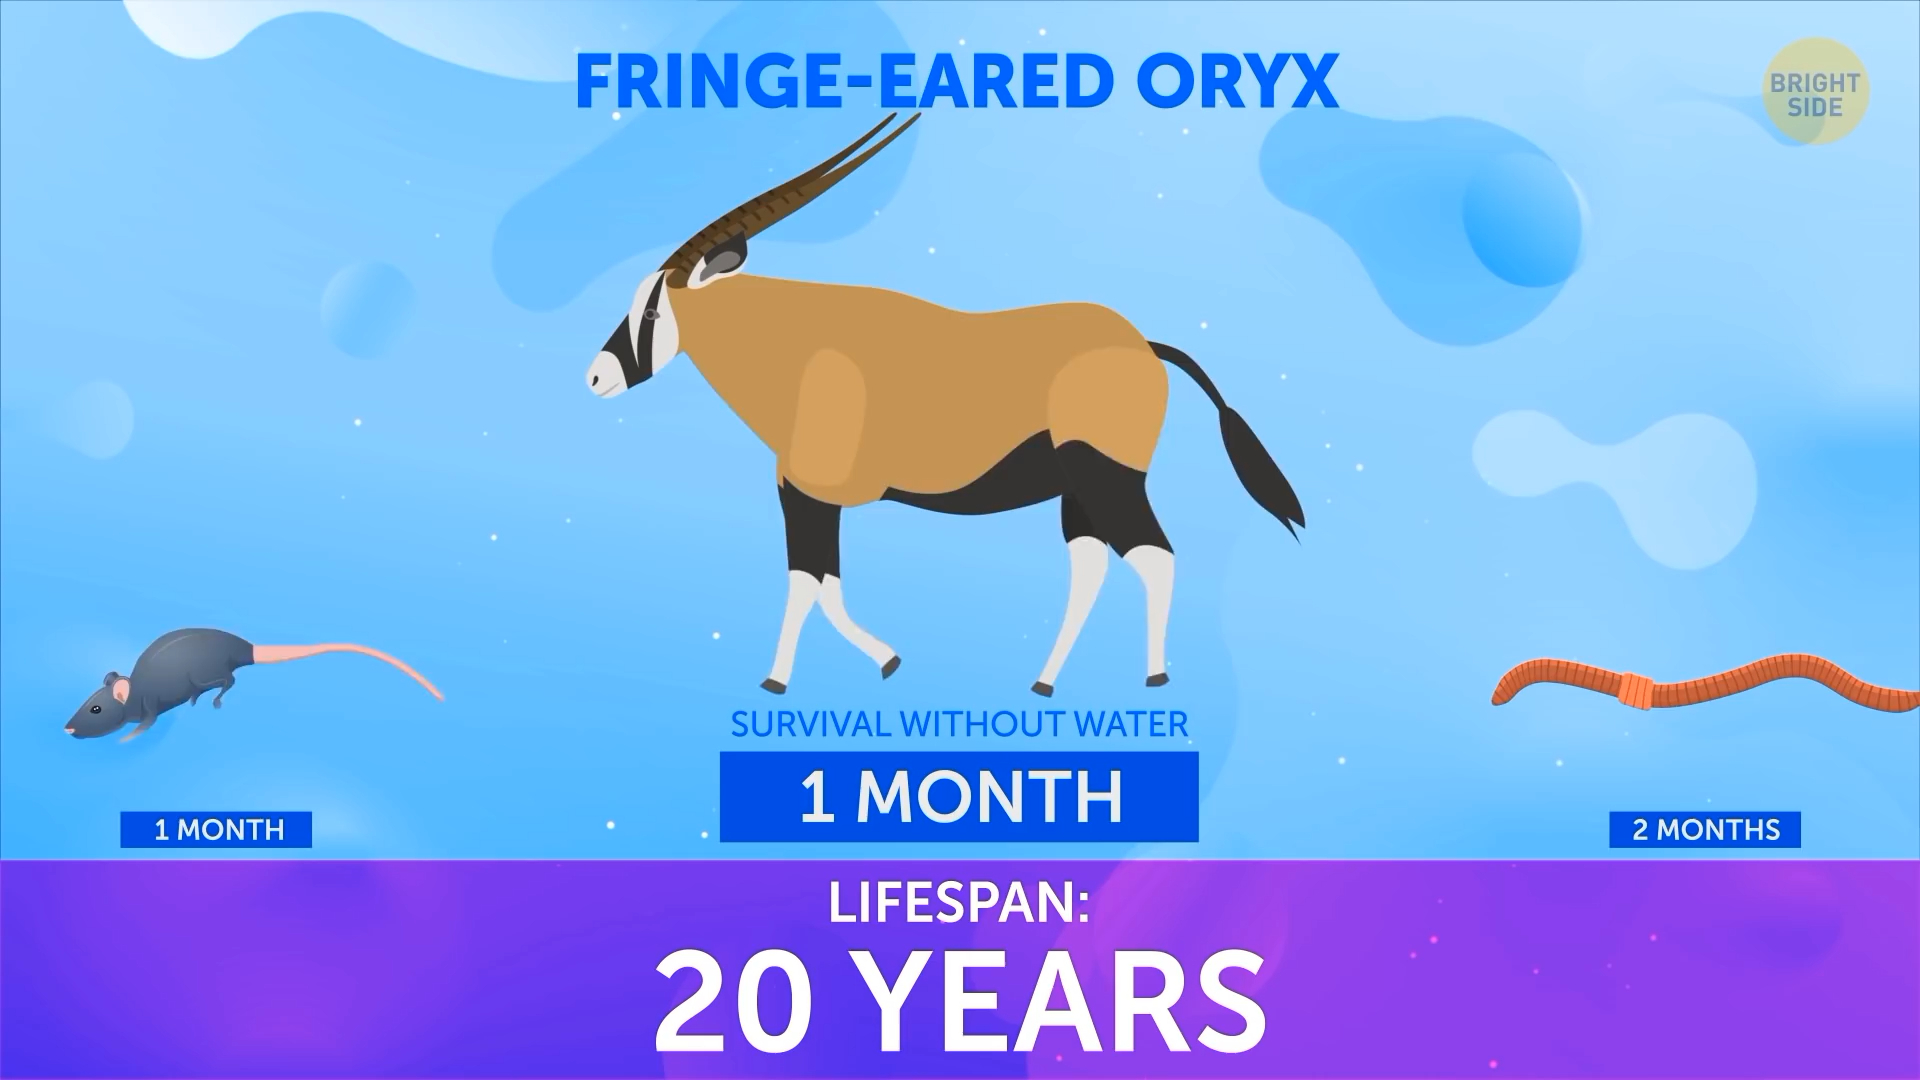 FRINGE-EARED ORYX
BRIGHT
SIDE
SURVIVAL WITHOUT WATER
1 MONTH
1 MONTH
2 MONTHS
LIFESPAN:
20 YEARS